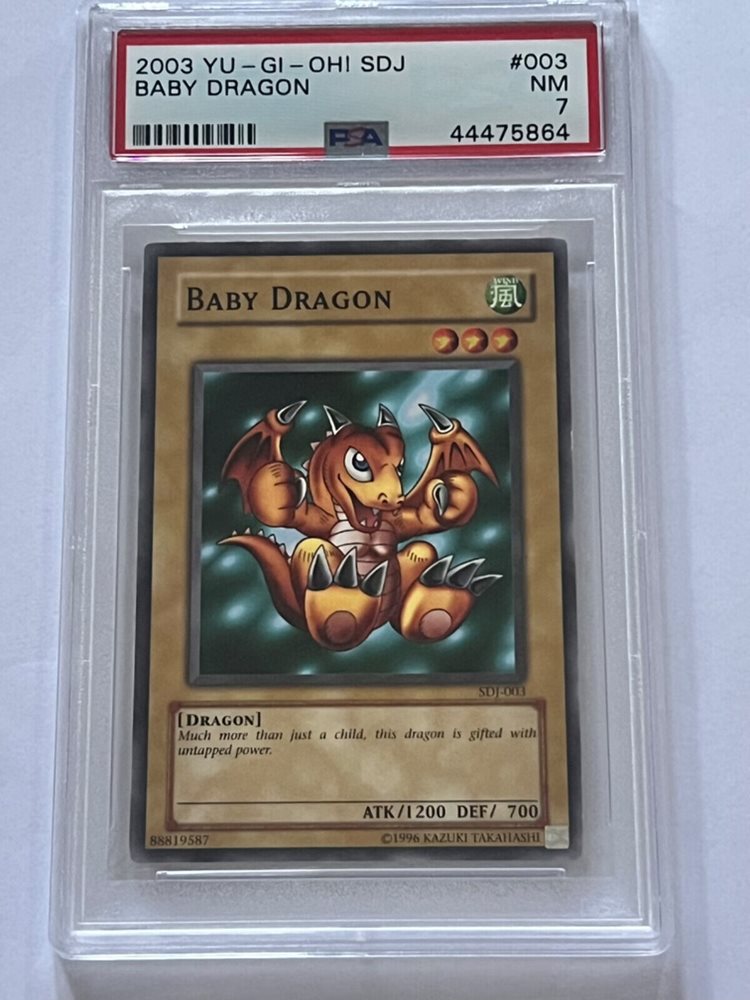 2003 YU-GI-OH! SDJ #003
BABY DRAGON NM
7
PSA 44475864
BABY DRAGON
WIND
風
SDJ-003
[DRAGON]
Much more than just a child, this dragon is gifted with
untapped power.
ATK/1200 DEF/ 700
88819587 ©1996 KAZUKI TAKAHASHI